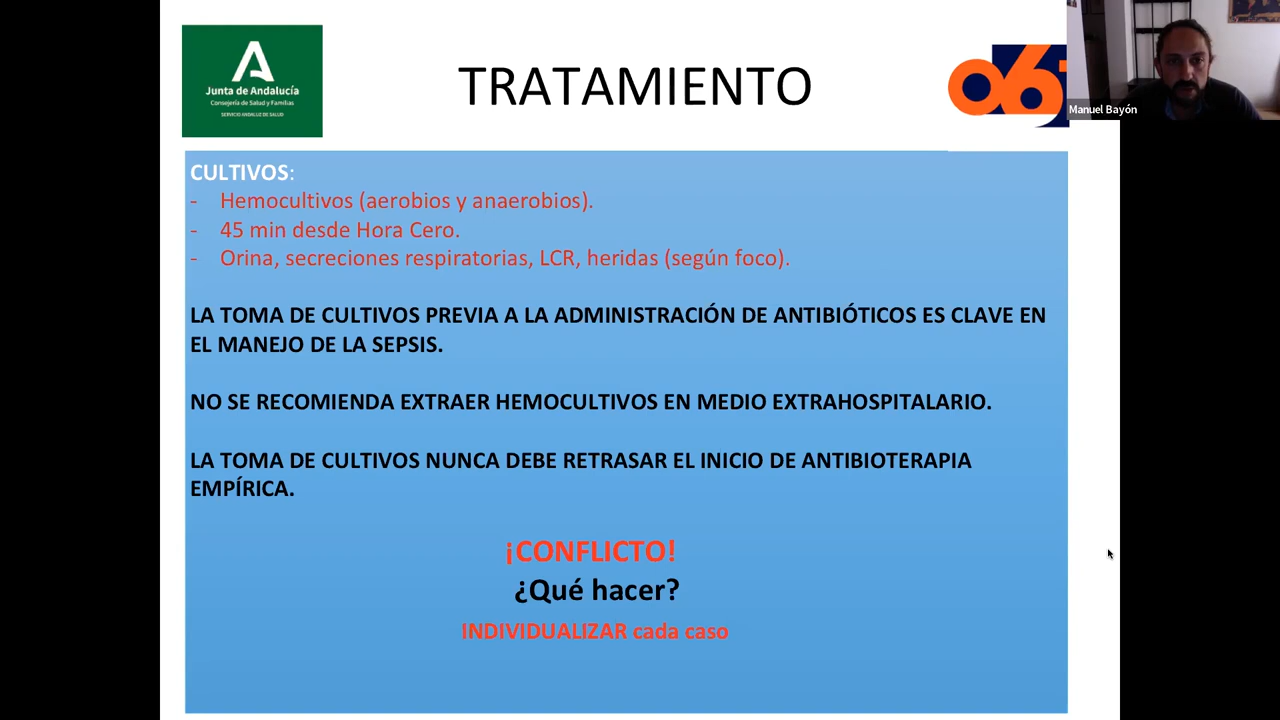 Junta de Andalucía
Consejería de Salud y Familias
SERVICIO ANDALUZ DE SALUD
TRATAMIENTO
061
Manuel Bayón
CULTIVOS:
- Hemocultivos (aerobios y anaerobios).
- 45 min desde Hora Cero.
- Orina, secreciones respiratorias, LCR, heridas (según foco).
LA TOMA DE CULTIVOS PREVIA A LA ADMINISTRACIÓN DE ANTIBIÓTICOS ES CLAVE EN
EL MANEJO DE LA SEPSIS.
NO SE RECOMIENDA EXTRAER HEMOCULTIVOS EN MEDIO EXTRAHOSPITALARIO.
LA TOMA DE CULTIVOS NUNCA DEBE RETRASAR EL INICIO DE ANTIBIOTERAPIA
EMPÍRICA.
¡CONFLICTO!
¿Qué hacer?
INDIVIDUALIZAR cada caso